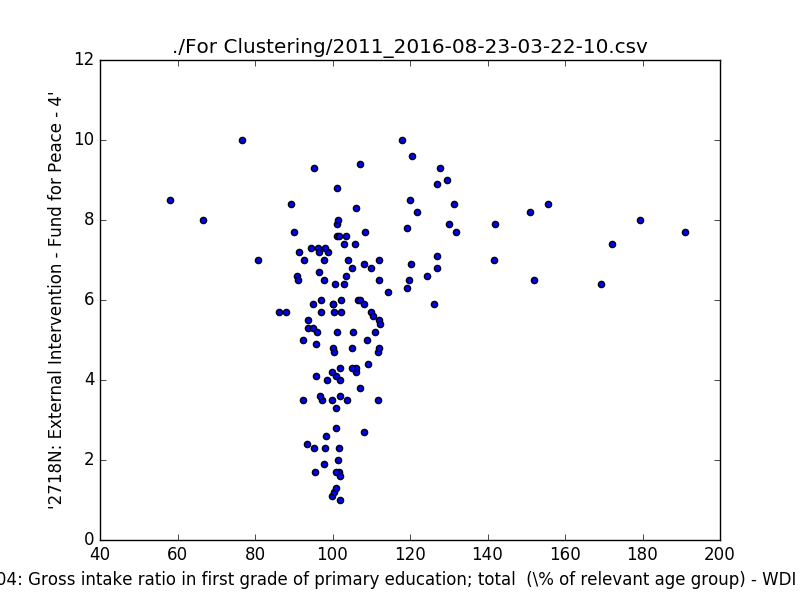 ./For Clustering/2011_2016-08-23-03-22-10.csv
'2718N: External Intervention - Fund for Peace - 4'
12
10
8
6
4
2
0
40 60 80 100 120 140 160 180 200
04: Gross intake ratio in first grade of primary education; total (\% of relevant age group) - WDI